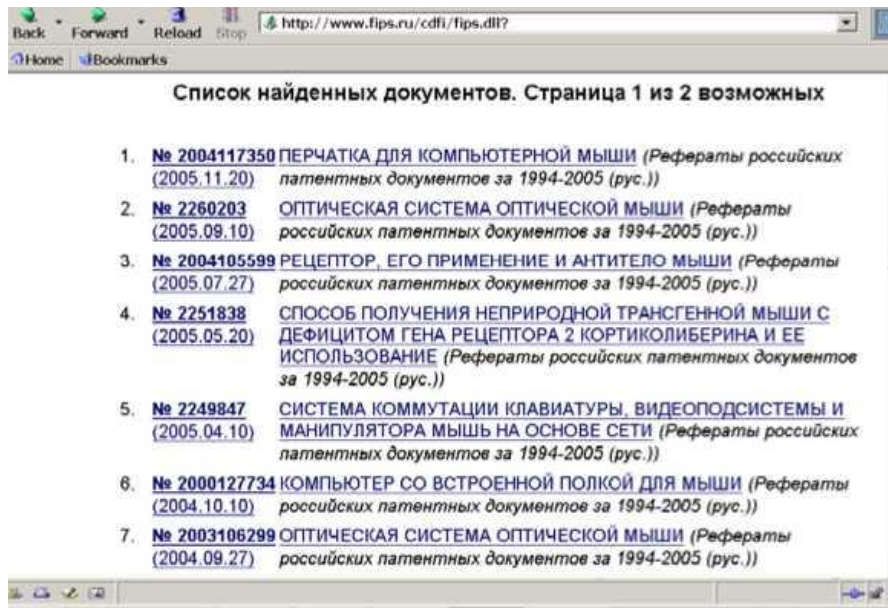 Back Forward Reload Stop http://www.fips.ru/cdfi/fips.dll?
Home Bookmarks
Список найденных документов. Страница 1 из 2 возможных
1. № 2004117350 ПЕРЧАТКА ДЛЯ КОМПЬЮТЕРНОЙ МЫШИ (Рефераты российских
(2005.11.20) патентных документов за 1994-2005 (рус.))
2. № 2260203 ОПТИЧЕСКАЯ СИСТЕМА ОПТИЧЕСКОЙ МЫШИ (Рефераты
(2005.09.10) российских патентных документов за 1994-2005 (рус.))
3. № 2004105599 РЕЦЕПТОР, ЕГО ПРИМЕНЕНИЕ И АНТИТЕЛО МЫШИ (Рефераты
(2005.07.27) российских патентных документов за 1994-2005 (рус.))
4. № 2251838 СПОСОБ ПОЛУЧЕНИЯ НЕПРИРОДНОЙ ТРАНСГЕННОЙ МЫШИ С
(2005.05.20) ДЕФИЦИТОМ ГЕНА РЕЦЕПТОРА 2 КОРТИКОЛИБЕРИНА И ЕЕ
ИСПОЛЬЗОВАНИЕ (Рефераты российских патентных документов
за 1994-2005 (рус.))
5. № 2249847 СИСТЕМА КОММУТАЦИИ КЛАВИАТУРЫ, ВИДЕОПОДСИСТЕМЫ И
(2005.04.10) МАНИПУЛЯТОРА МЫШЬ НА ОСНОВЕ СЕТИ (Рефераты российских
патентных документов за 1994-2005 (рус.))
6. № 2000127734 КОМПЬЮТЕР СО ВСТРОЕННОЙ ПОЛКОЙ ДЛЯ МЫШИ (Рефераты
(2004.10.10) российских патентных документов за 1994-2005 (рус.))
7. № 2003106299 ОПТИЧЕСКАЯ СИСТЕМА ОПТИЧЕСКОЙ МЫШИ (Рефераты
(2004.09.27) российских патентных документов за 1994-2005 (рус.))